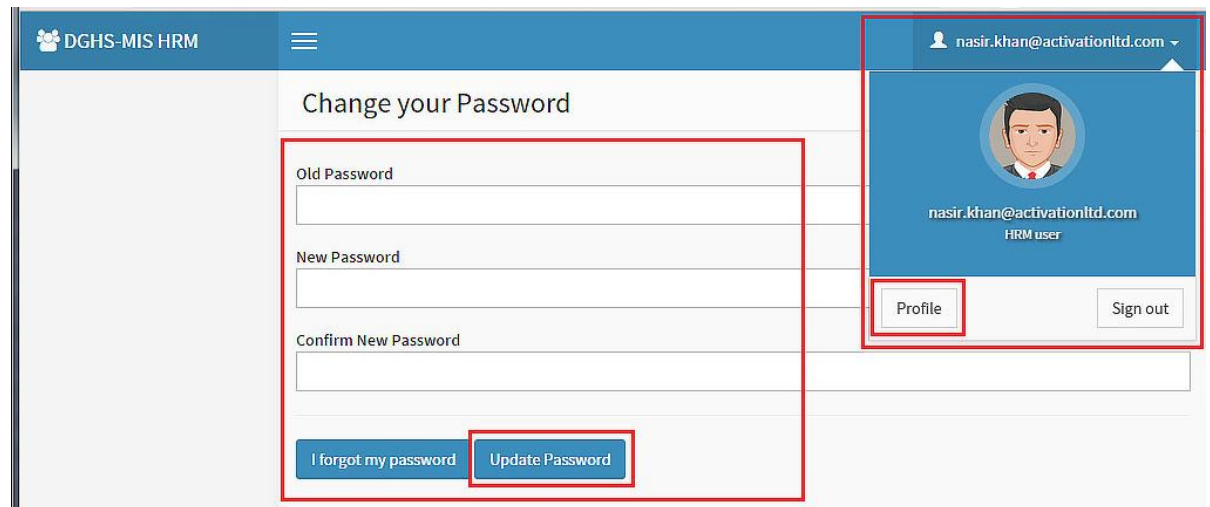 DGHS-MIS HRM
nasir.khan@activationltd.com
Change your Password
Old Password
New Password
Confirm New Password
I forgot my password
Update Password
nasir.khan@activationltd.com
HRM user
Profile
Sign out